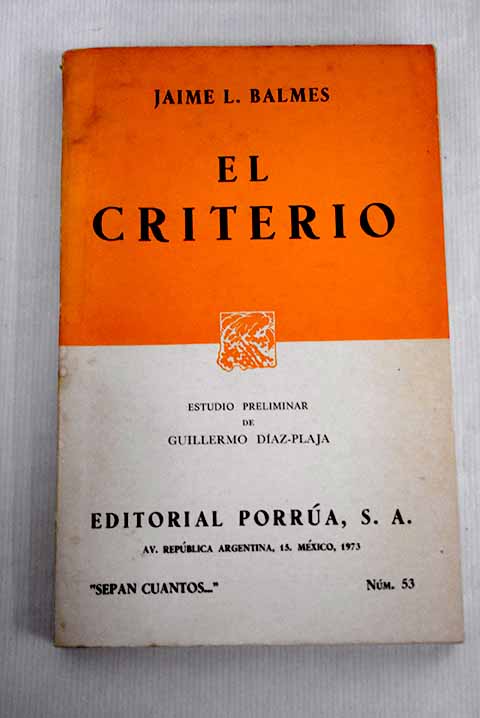 JAIME L. BALMES
EL
CRITERIO
ESTUDIO PRELIMINAR
DE
GUILLERMO DÍAZ-PLAJA
EDITORIAL PORRÚA, S. A.
AV. REPÚBLICA ARGENTINA, 15. MÉXICO, 1973
"SEPAN CUANTOS..." NÚM. 53